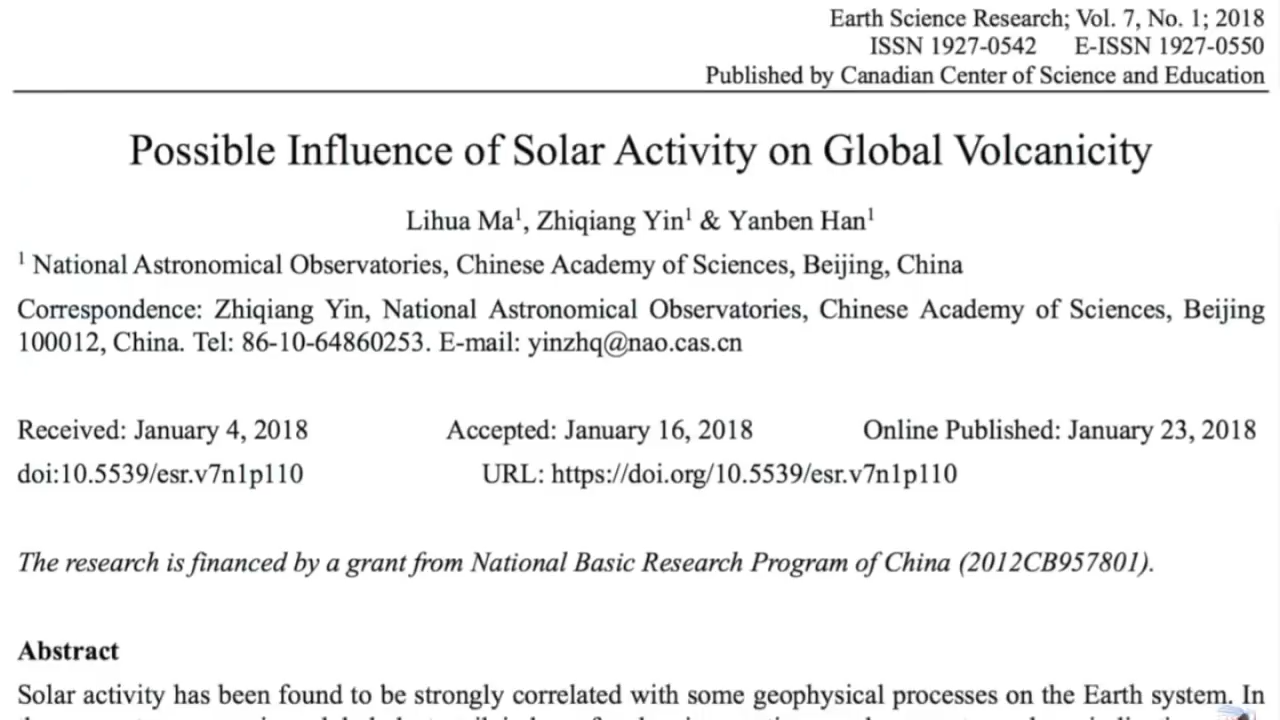 Earth Science Research; Vol. 7, No. 1; 2018
ISSN 1927-0542 E-ISSN 1927-0550
Published by Canadian Center of Science and Education
Possible Influence of Solar Activity on Global Volcanicity
Lihua Ma¹, Zhiqiang Yin¹ & Yanben Han¹
¹ National Astronomical Observatories, Chinese Academy of Sciences, Beijing, China
Correspondence: Zhiqiang Yin, National Astronomical Observatories, Chinese Academy of Sciences, Beijing
100012, China. Tel: 86-10-64860253. E-mail: yinzhq@nao.cas.cn
Received: January 4, 2018 Accepted: January 16, 2018 Online Published: January 23, 2018
doi:10.5539/esr.v7n1p110 URL: https://doi.org/10.5539/esr.v7n1p110
The research is financed by a grant from National Basic Research Program of China (2012CB957801).
Abstract
Solar activity has been found to be strongly correlated with some geophysical processes on the Earth system. In